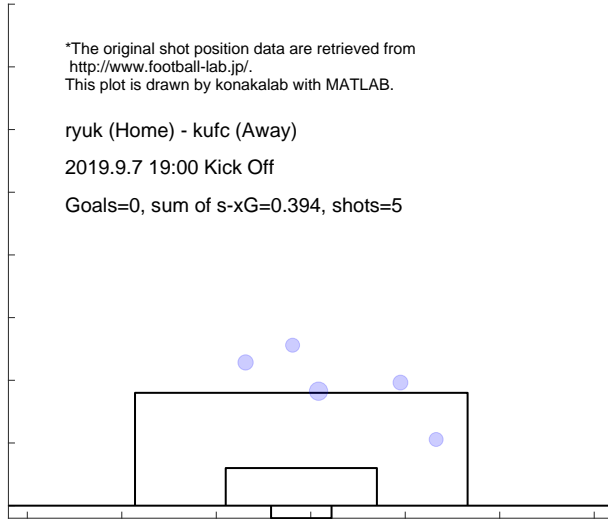 *The original shot position data are retrieved from
http://www.football-lab.jp/.
This plot is drawn by konakalab with MATLAB.
ryuk (Home) - kufc (Away)
2019.9.7 19:00 Kick Off
Goals=0, sum of s-xG=0.394, shots=5